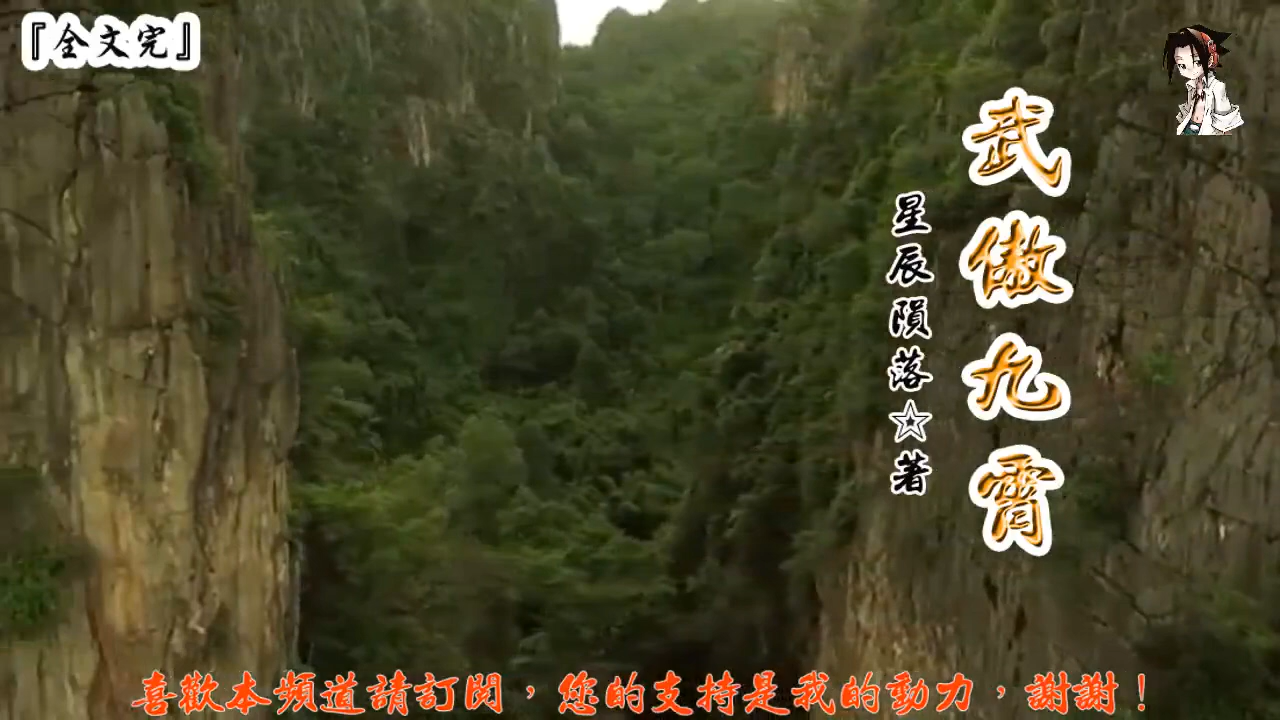 『全文完』
武傲九霄
星辰隕落☆著
喜歡本頻道請訂閱，您的支持是我的動力，謝謝！